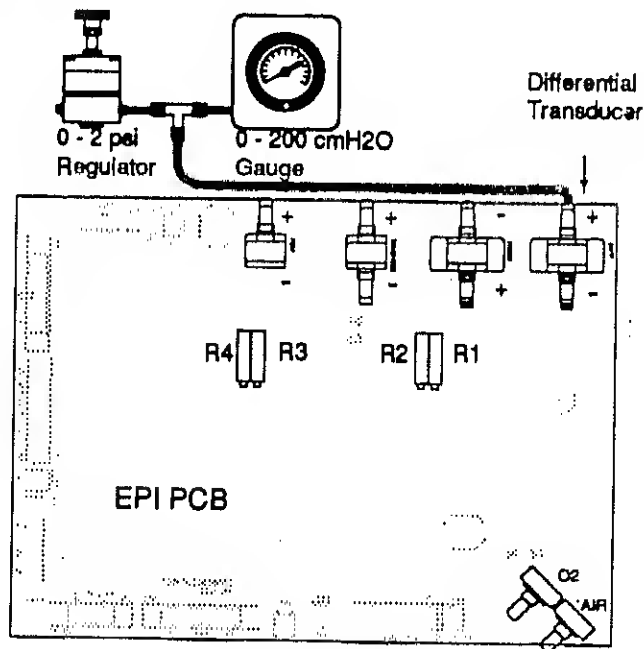 0 - 2 psi
Regulator
0 - 200 cmH2O
Gauge
Differential
Transducer
+
+
-
+
-
-
+
-
R4 R3
R2 R1
EPI PCB
O2
AIR